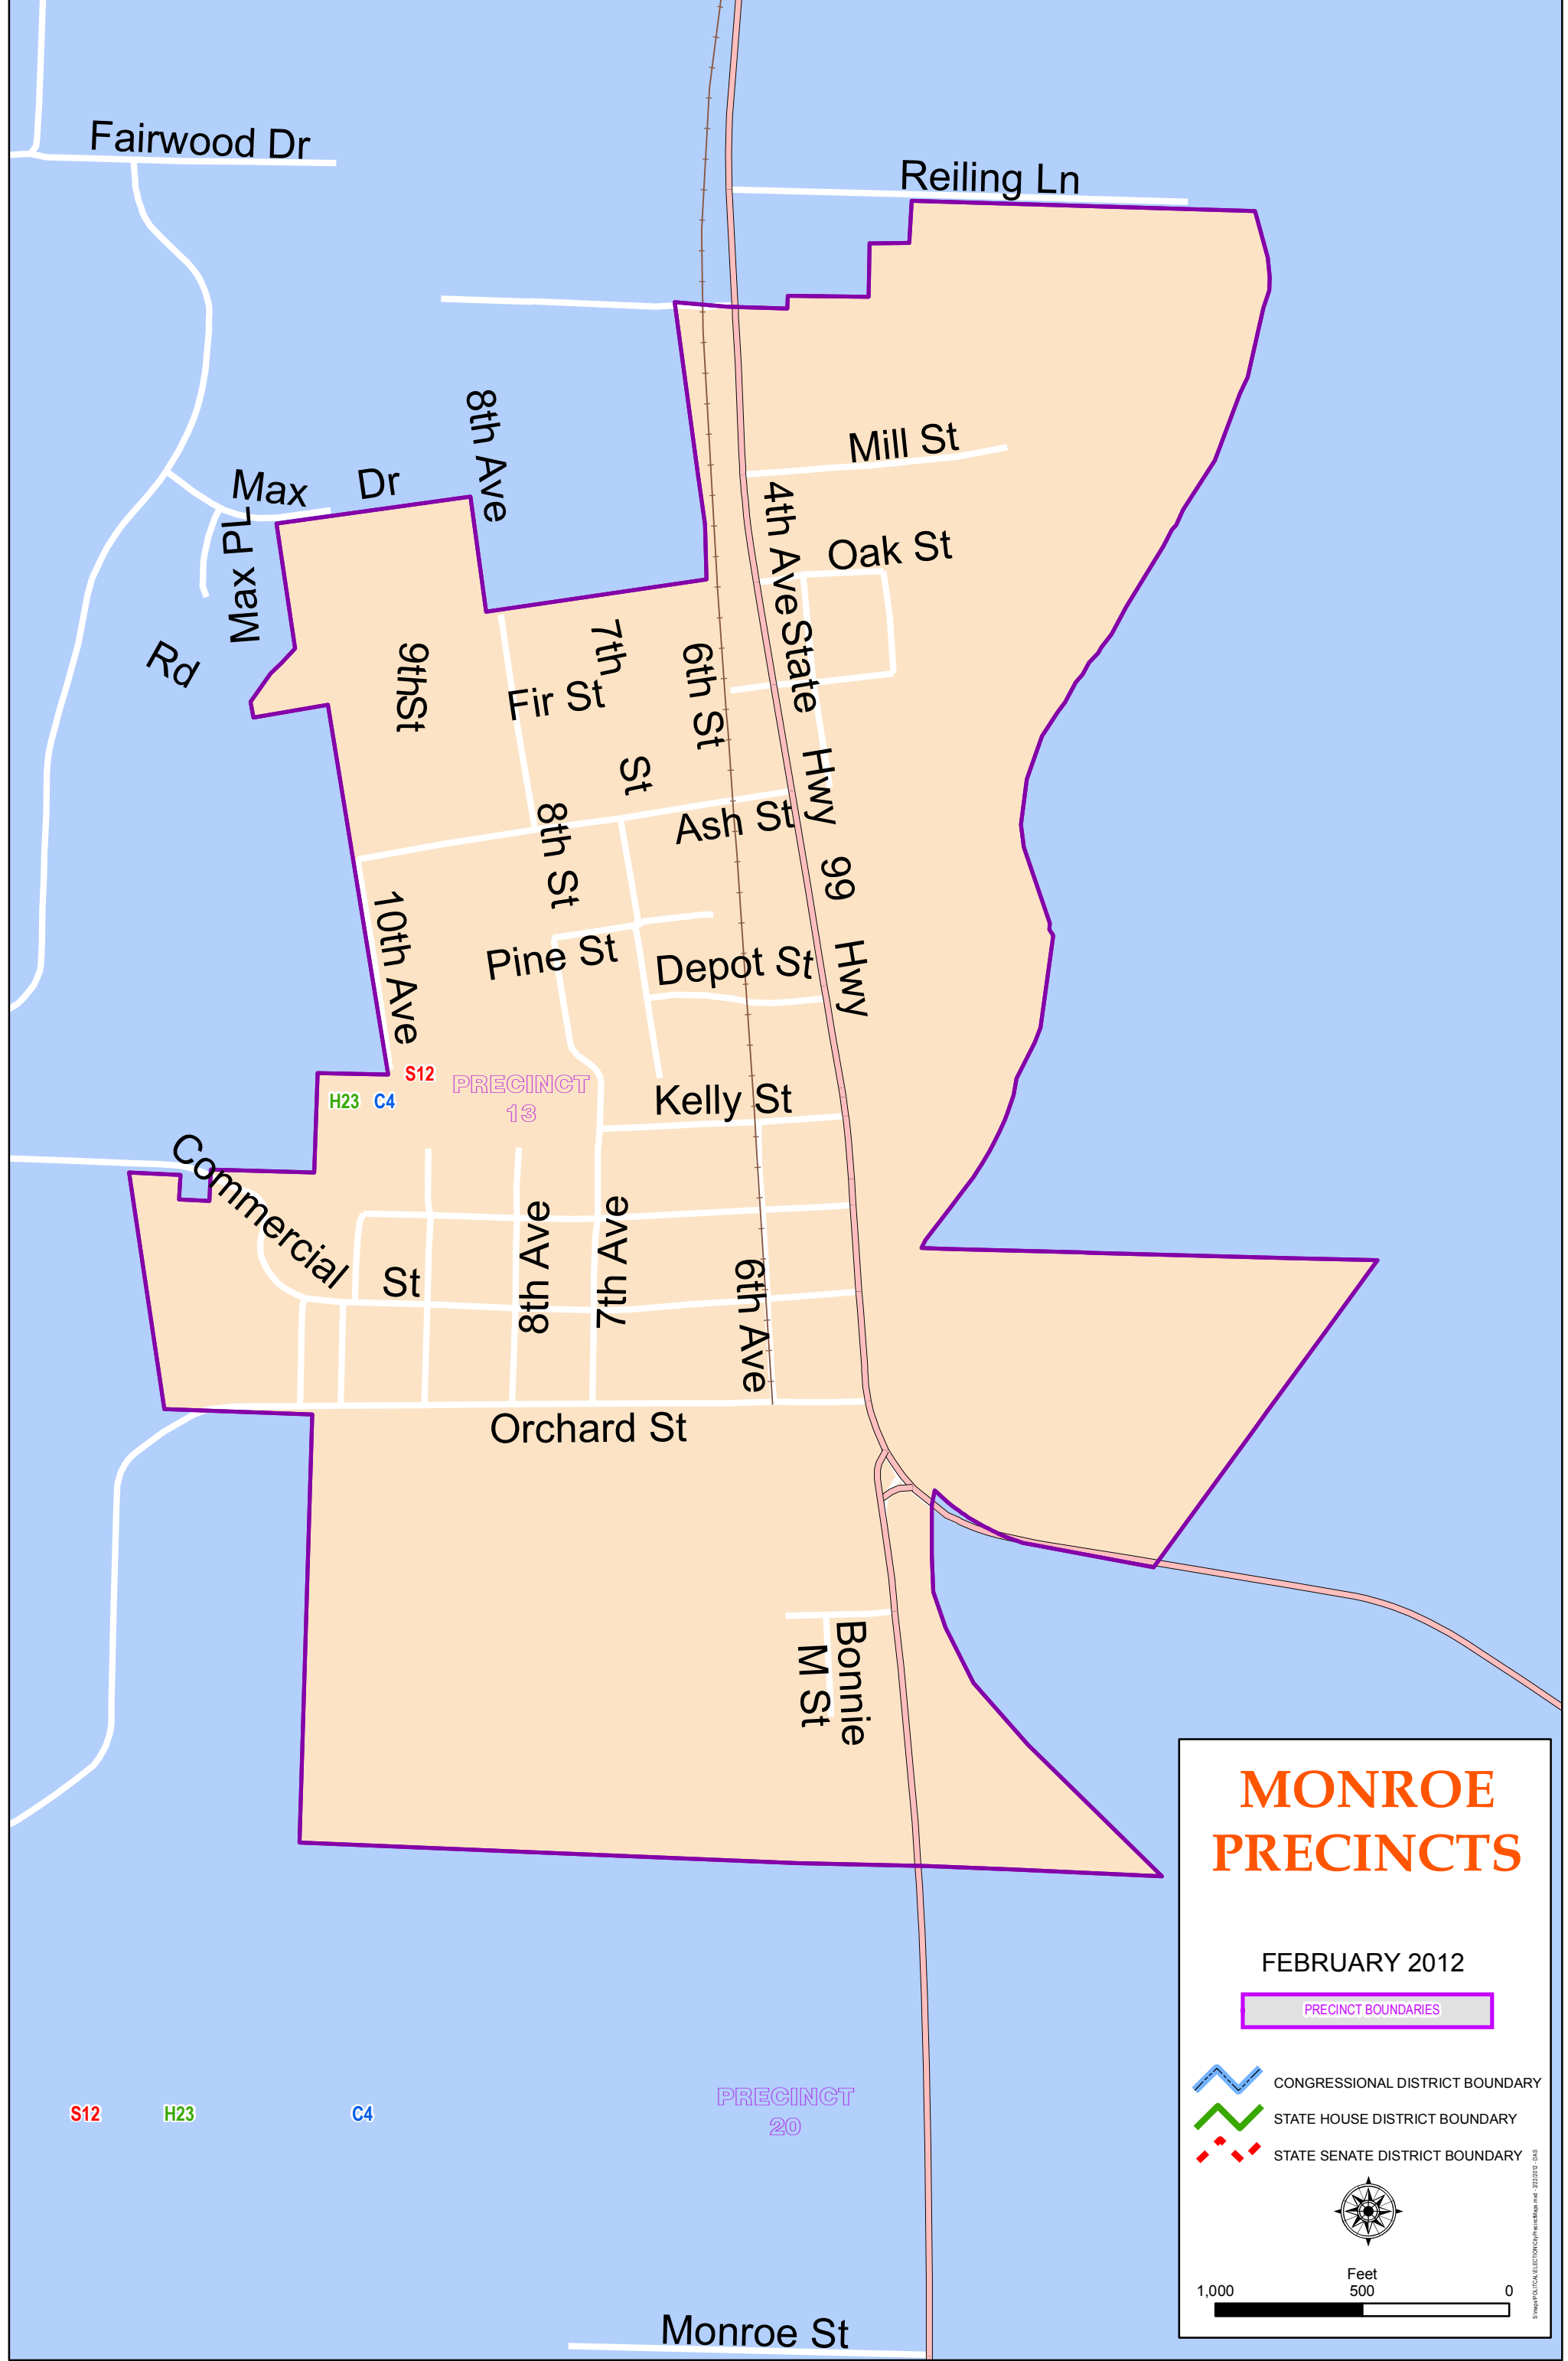 Fairwood Dr
Reiling Ln
8th Ave
Mill St
Max Dr
4th Ave
Max PL
Oak St
Rd
9thSt
7th
St
6th St
State
Hwy
99
Hwy
Fir St
8th St
Ash St
10th Ave
Pine St
Depot St
S12
H23 C4
PRECINCT
13
Kelly St
Commercial
St
8th Ave
7th Ave
6th Ave
Orchard St
Bonnie
M St
MONROE
PRECINCTS
FEBRUARY 2012
PRECINCT BOUNDARIES
CONGRESSIONAL DISTRICT BOUNDARY
STATE HOUSE DISTRICT BOUNDARY
STATE SENATE DISTRICT BOUNDARY
Feet
1,000 500 0
PRECINCT
20
S12 H23 C4
Monroe St